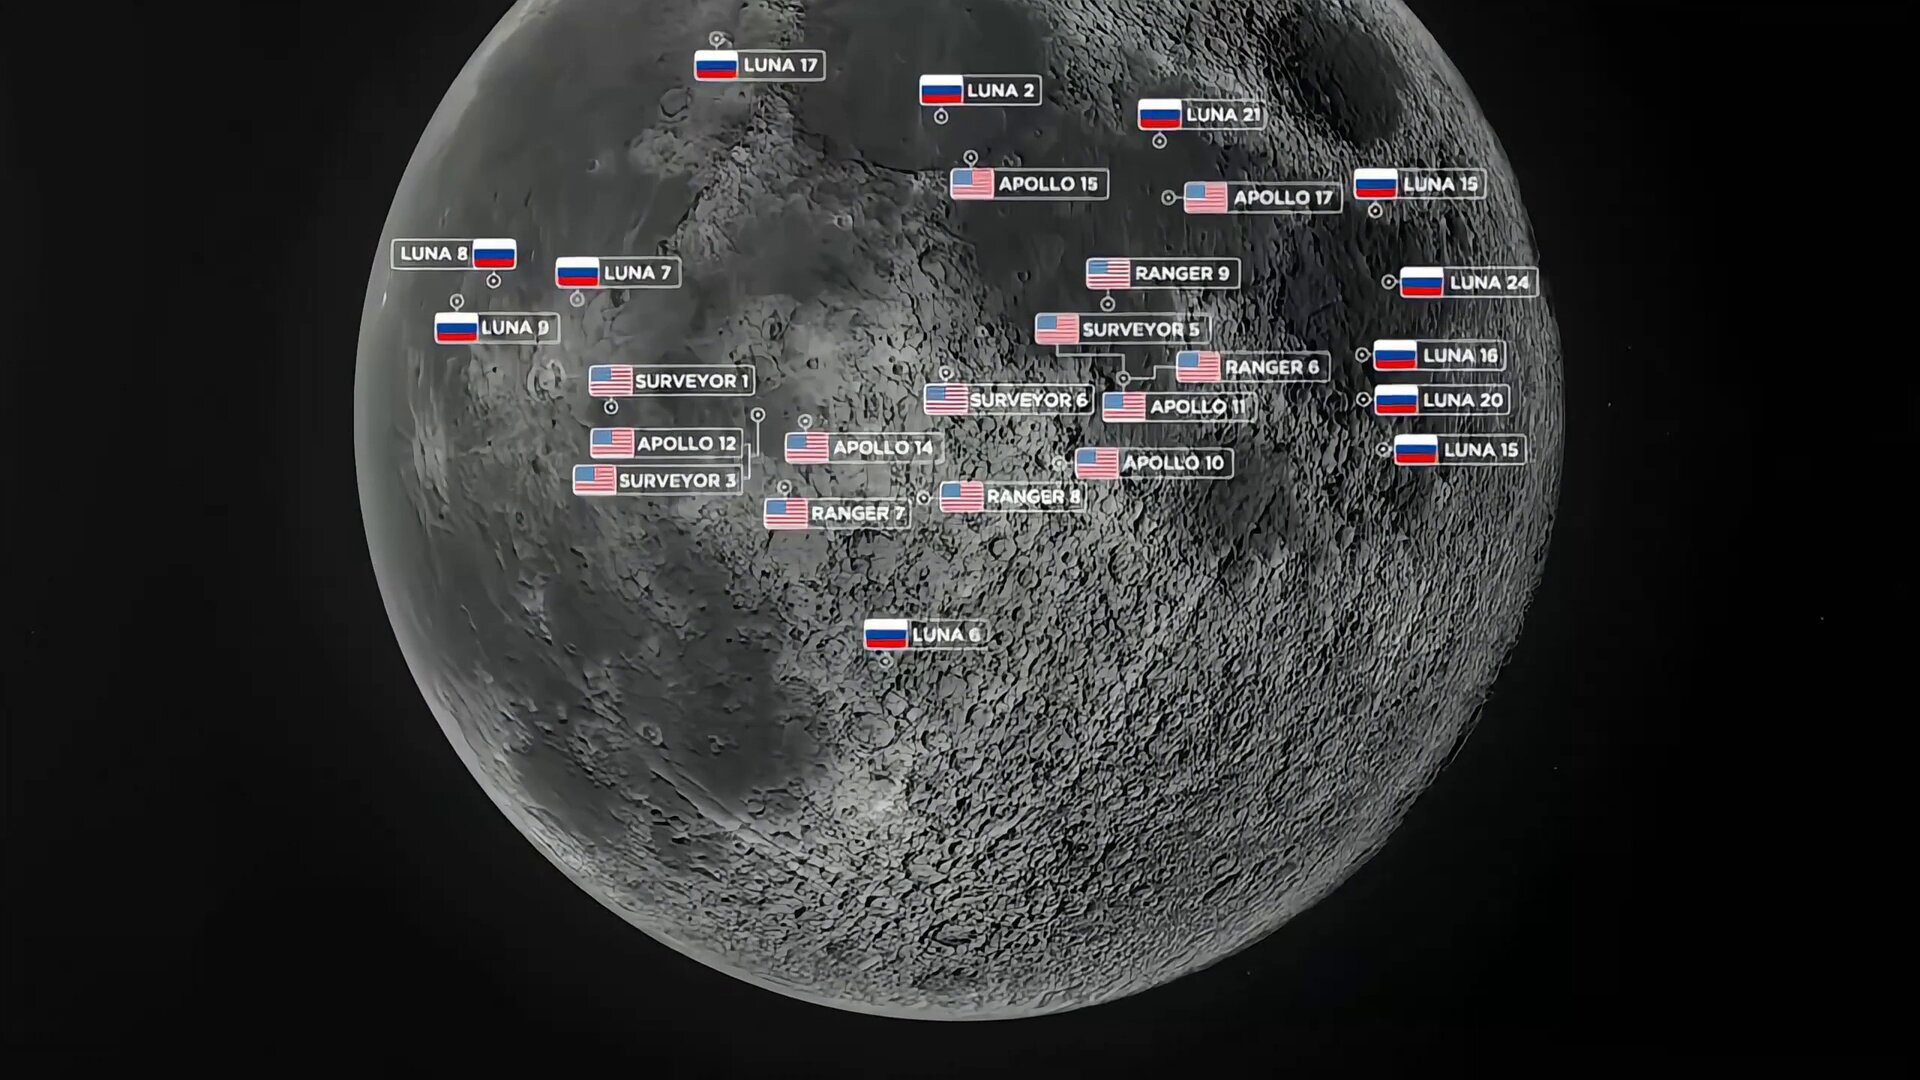 LUNA 17
LUNA 2
LUNA 21
APOLLO 15
APOLLO 17
LUNA 15
LUNA 8
LUNA 7
RANGER 9
LUNA 24
LUNA 9
SURVEYOR 5
LUNA 16
RANGER 6
SURVEYOR 1
SURVEYOR 6
APOLLO 11
LUNA 20
APOLLO 12
APOLLO 14
LUNA 15
APOLLO 10
SURVEYOR 3
RANGER 8
RANGER 7
LUNA 6